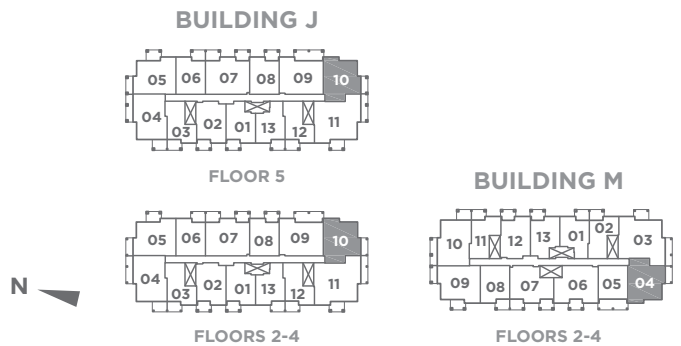 BUILDING J
05 06 07 08 09 10
04 03 02 01 13 12 11
FLOOR 5
05 06 07 08 09 10
04 03 02 01 13 12 11
FLOORS 2-4
N
BUILDING M
10 11 12 13 01 02 03
09 08 07 06 05 04
FLOORS 2-4